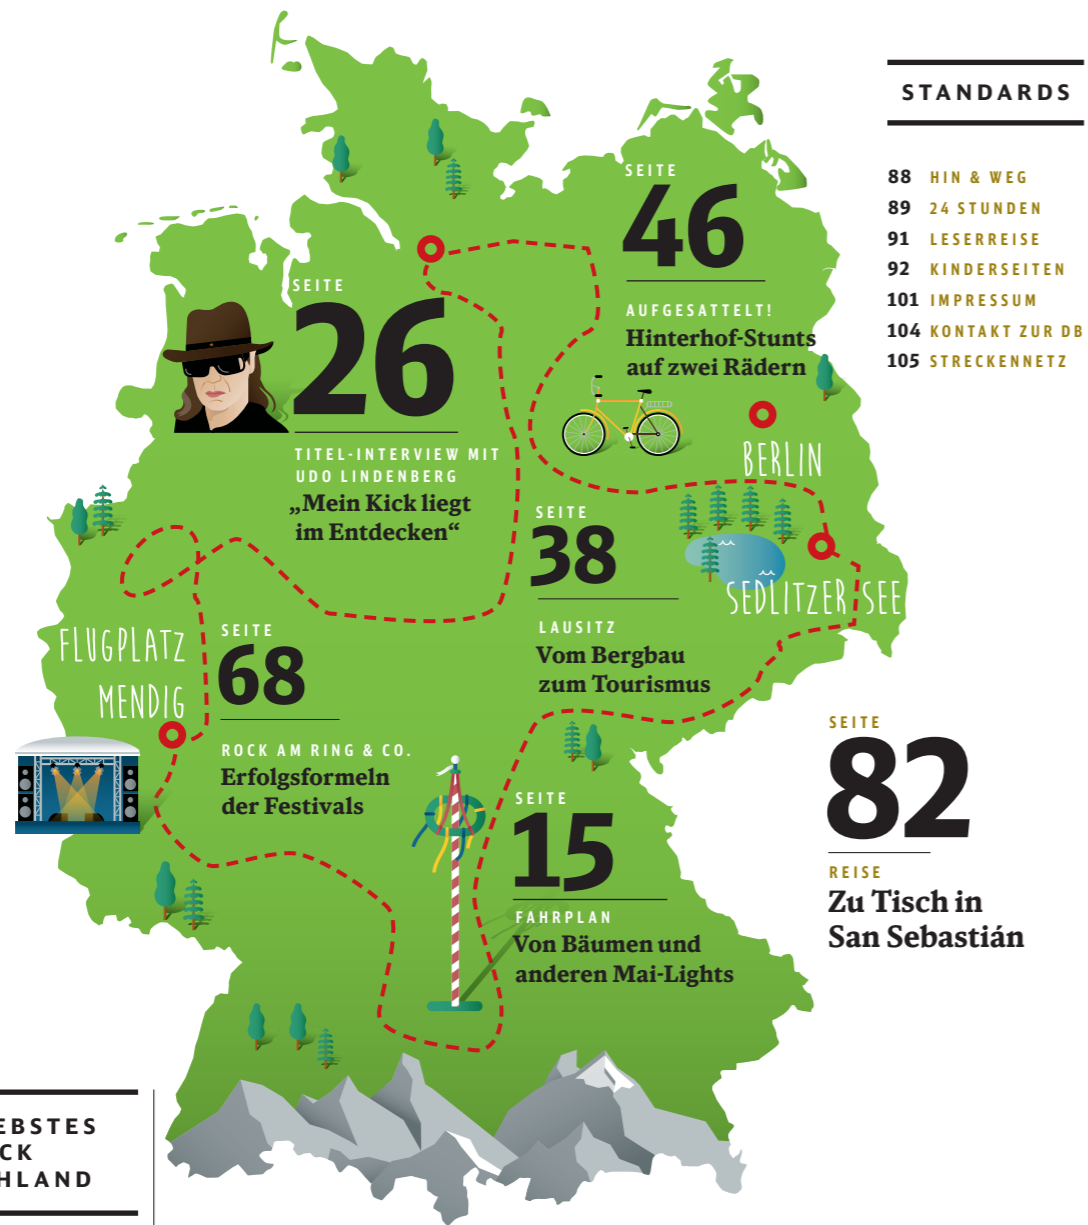 STANDARDS
88 HIN & WEG
89 24 STUNDEN
91 LESERREISE
92 KINDERSEITEN
101 IMPRESSUM
104 KONTAKT ZUR DB
105 STRECKENNETZ
SEITE
46
AUFGESATTELT!
Hinterhof-Stunts
auf zwei Rädern
SEITE
26
TITEL-INTERVIEW MIT
UDO LINDENBERG
„Mein Kick liegt
im Entdecken“
BERLIN
SEITE
38
LAUSITZ
Vom Bergbau
zum Tourismus
SEDLITZER SEE
FLUGPLATZ
MENDIG
SEITE
68
ROCK AM RING & CO.
Erfolgsformeln
der Festivals
SEITE
15
FAHRPLAN
Von Bäumen und
anderen Mai-Lights
SEITE
82
REISE
Zu Tisch in
San Sebastián
EBSTES
CK
HLAND